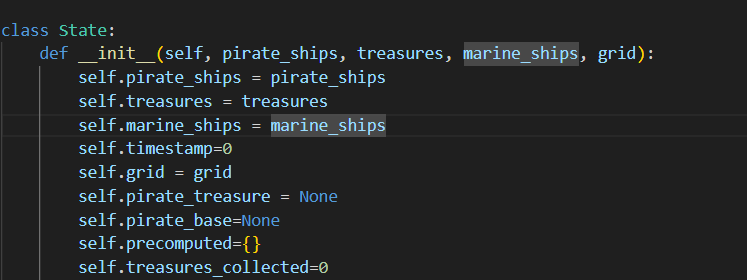 class State:
    def __init__(self, pirate_ships, treasures, marine_ships, grid):
        self.pirate_ships = pirate_ships
        self.treasures = treasures
        self.marine_ships = marine_ships
        self.timestamp=0
        self.grid = grid
        self.pirate_treasure = None
        self.pirate_base=None
        self.precomputed={}
        self.treasures_collected=0